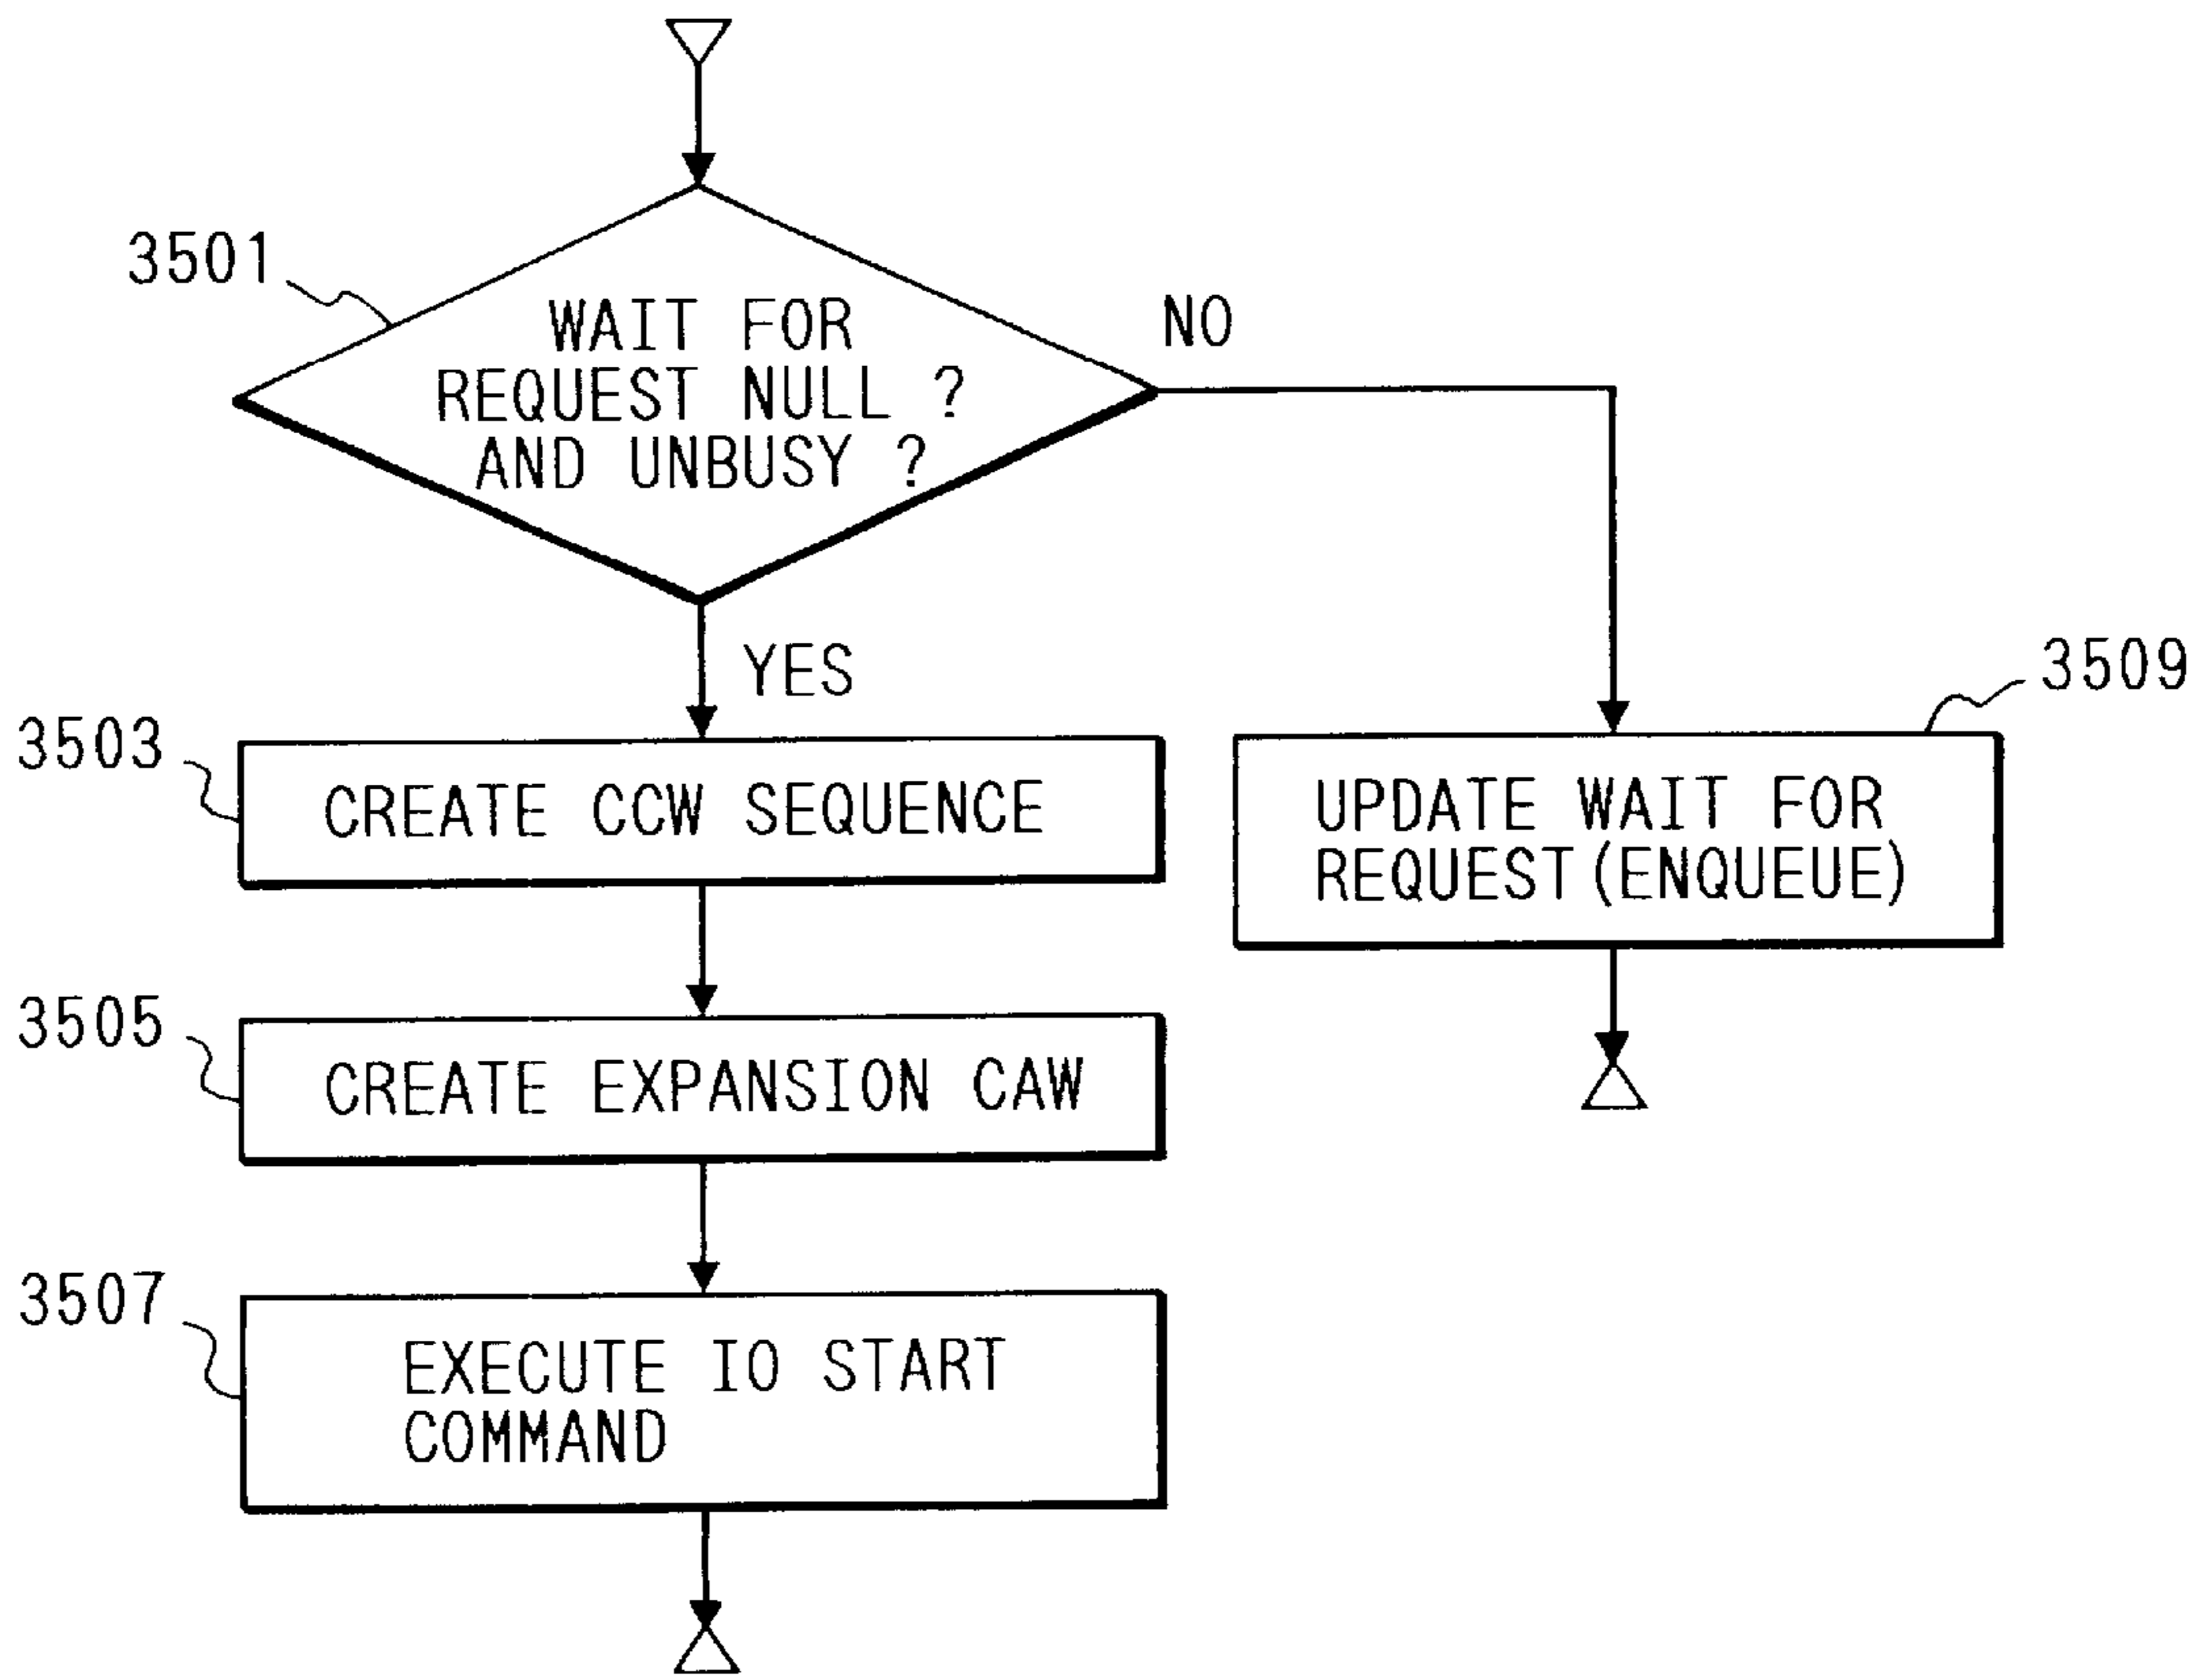 3501
WAIT FOR
REQUEST NULL ?
AND UNBUSY ?
NO
YES
3503
CREATE CCW SEQUENCE
3509
UPDATE WAIT FOR
REQUEST(ENQUEUE)
3505
CREATE EXPANSION CAW
3507
EXECUTE IO START
COMMAND